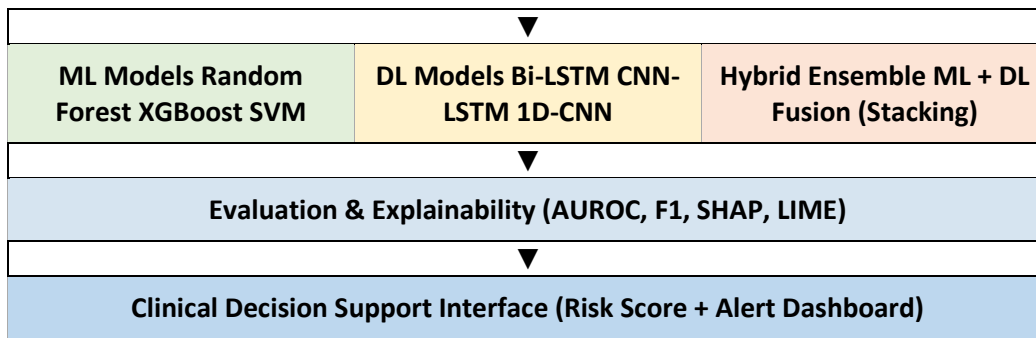 ▼
ML Models Random
Forest XGBoost SVM
DL Models Bi-LSTM CNN-
LSTM 1D-CNN
Hybrid Ensemble ML + DL
Fusion (Stacking)
▼
Evaluation & Explainability (AUROC, F1, SHAP, LIME)
▼
Clinical Decision Support Interface (Risk Score + Alert Dashboard)